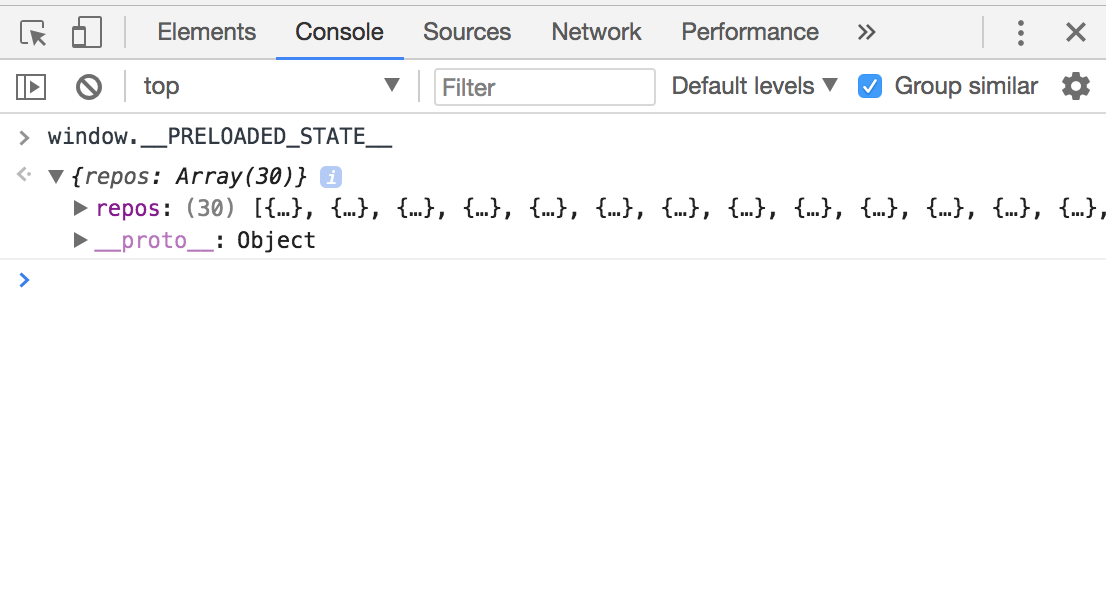 Elements Console Sources Network Performance »
top Filter Default levels Group similar
> window.__PRELOADED_STATE__
{repos: Array(30)} i
repos: (30) [{…}, {…}, {…}, {…}, {…}, {…}, {…}, {…}, {…}, {…}, {…}, {…}, {…},
__proto__: Object
>